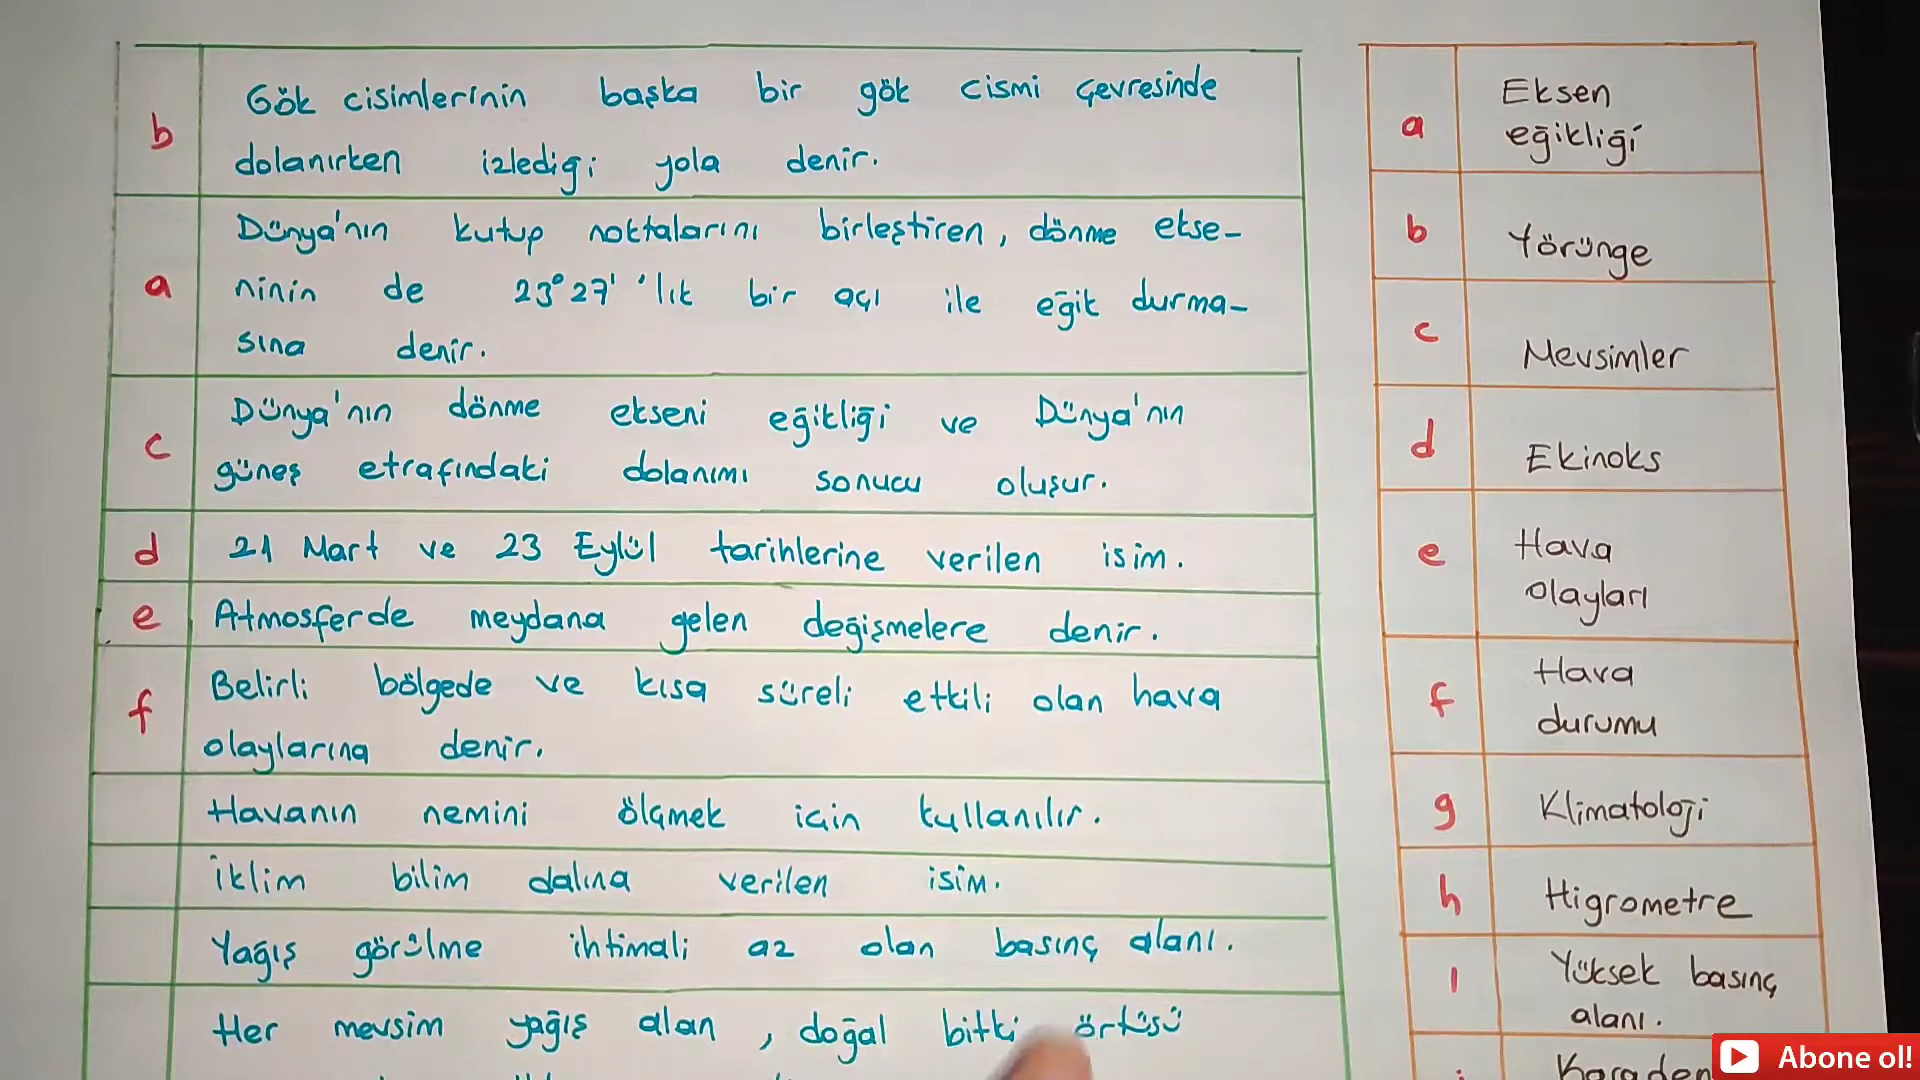 b
Gök cisimlerinin başka bir gök cismi çevresinde
dolanırken izlediği yola denir.
a
Dünya'nın kutup noktalarını birleştiren, dönme ekse-
ninin de 23° 27' 'lık bir açı ile eğik durma-
sına denir.
c
Dünya'nın dönme ekseni eğikliği ve Dünya'nın
güneş etrafındaki dolanımı sonucu oluşur.
d
21 Mart ve 23 Eylül tarihlerine verilen isim.
e
Atmosferde meydana gelen değişmelere denir.
f
Belirli bölgede ve kısa süreli etkili olan hava
olaylarına denir.
Havanın nemini ölçmek için kullanılır.
İklim bilim dalına verilen isim.
Yağış görülme ihtimali az olan basınç alanı.
Her mevsim yağış alan, doğal bitki örtüsü
a
Eksen
eğikliği
b
Yörünge
c
Mevsimler
d
Ekinoks
e
Hava
olayları
f
Hava
durumu
g
Klimatoloji
h
Higrometre
ı
Yüksek basınç
alanı.
Karaden
Abone ol!